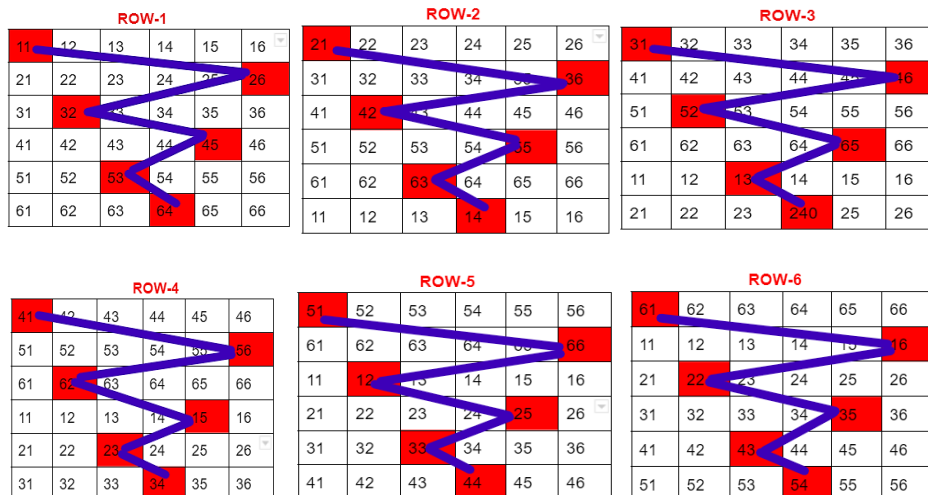 ROW-1
11 12 13 14 15 16
21 22 23 24 25 26
31 32 33 34 35 36
41 42 43 44 45 46
51 52 53 54 55 56
61 62 63 64 65 66
ROW-2
21 22 23 24 25 26
31 32 33 34 35 36
41 42 43 44 45 46
51 52 53 54 55 56
61 62 63 64 65 66
11 12 13 14 15 16
ROW-3
31 32 33 34 35 36
41 42 43 44 45 46
51 52 53 54 55 56
61 62 63 64 65 66
11 12 13 14 15 16
21 22 23 240 25 26
ROW-4
41 42 43 44 45 46
51 52 53 54 55 56
61 62 63 64 65 66
11 12 13 14 15 16
21 22 23 24 25 26
31 32 33 34 35 36
ROW-5
51 52 53 54 55 56
61 62 63 64 65 66
11 12 13 14 15 16
21 22 23 24 25 26
31 32 33 34 35 36
41 42 43 44 45 46
ROW-6
61 62 63 64 65 66
11 12 13 14 15 16
21 22 23 24 25 26
31 32 33 34 35 36
41 42 43 44 45 46
51 52 53 54 55 56